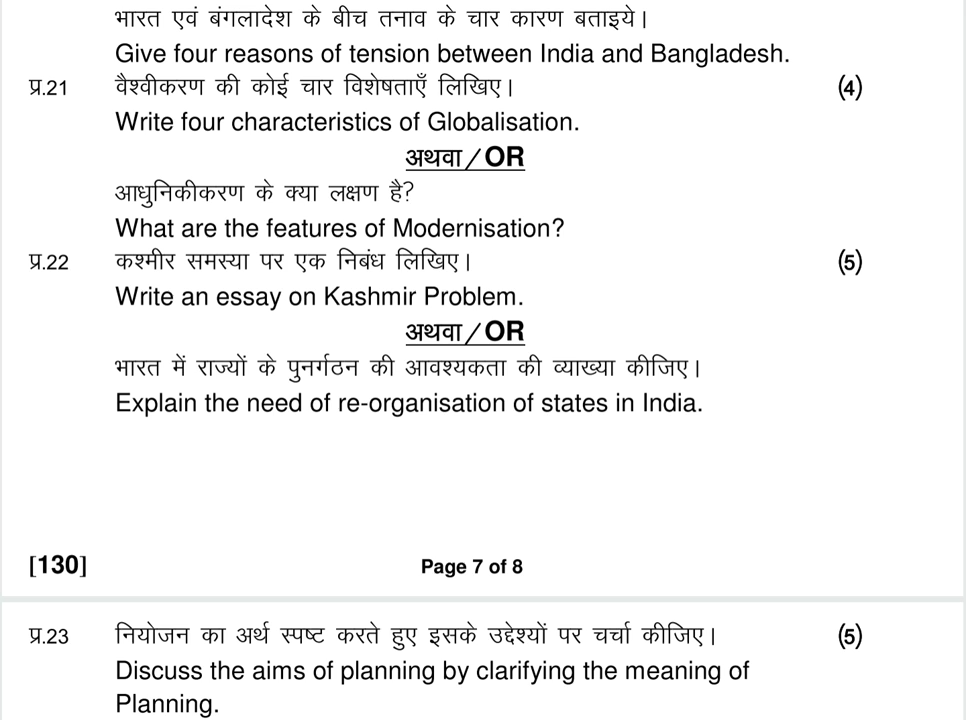 भारत एवं बंगलादेश के बीच तनाव के चार कारण बताइये।
Give four reasons of tension between India and Bangladesh.
प्र.21 वैश्वीकरण की कोई चार विशेषताएँ लिखिए। (4)
Write four characteristics of Globalisation.
अथवा/OR
आधुनिकीकरण के क्या लक्षण है?
What are the features of Modernisation?
प्र.22 कश्मीर समस्या पर एक निबंध लिखिए। (5)
Write an essay on Kashmir Problem.
अथवा/OR
भारत में राज्यों के पुनर्गठन की आवश्यकता की व्याख्या कीजिए।
Explain the need of re-organisation of states in India.
[130] Page 7 of 8
प्र.23 नियोजन का अर्थ स्पष्ट करते हुए इसके उद्देश्यों पर चर्चा कीजिए। (5)
Discuss the aims of planning by clarifying the meaning of
Planning.